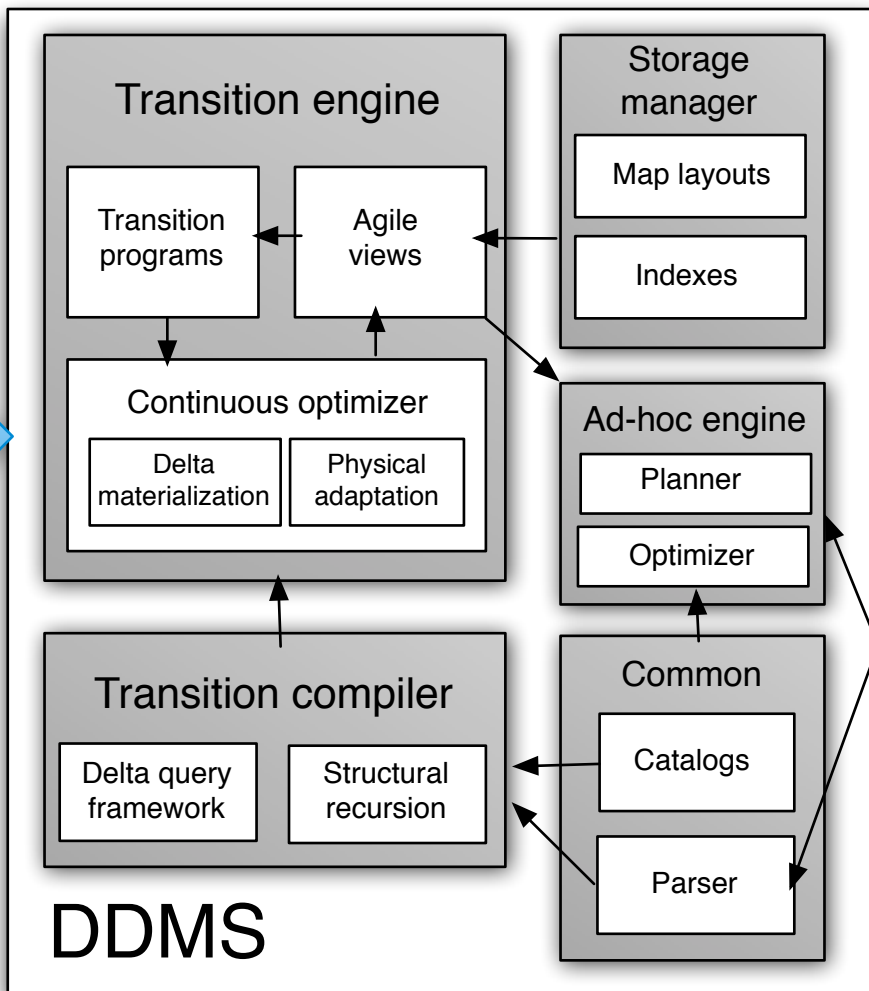 Transition engine
Transition
programs
Agile
views
Continuous optimizer
Delta
materialization
Physical
adaptation
Storage
manager
Map layouts
Indexes
Ad-hoc engine
Planner
Optimizer
Transition compiler
Delta query
framework
Structural
recursion
Common
Catalogs
Parser
DDMS